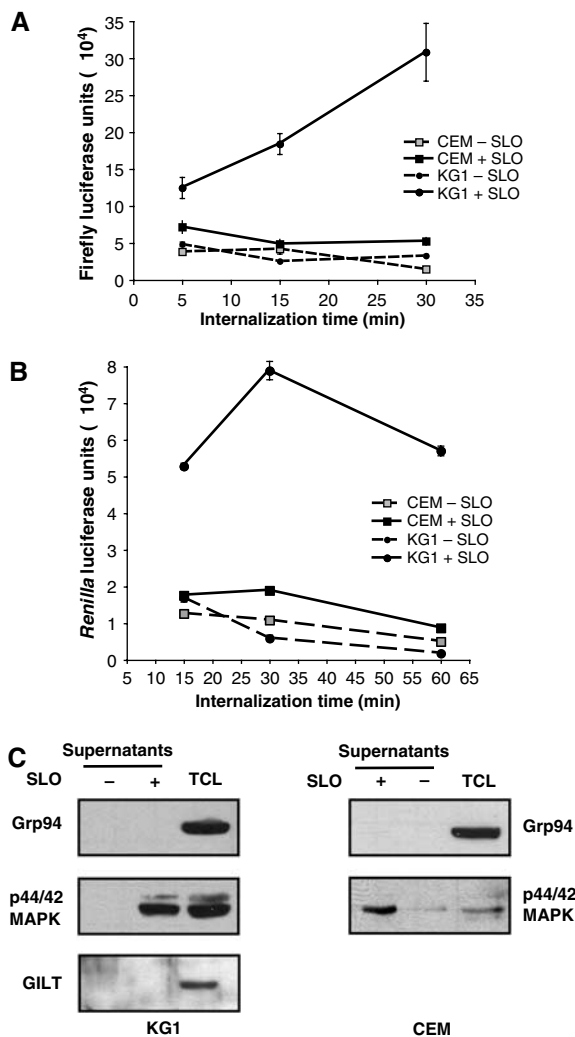 A
Firefly luciferase units ( 10⁴)
35
30
25
20
15
10
5
0
0 5 10 15 20 25 30 35
Internalization time (min)
CEM – SLO
CEM + SLO
KG1 – SLO
KG1 + SLO
B
Renilla luciferase units ( 10⁴)
8
7
6
5
4
3
2
1
0
5 10 15 20 25 30 35 40 45 50 55 60 65
Internalization time (min)
CEM – SLO
CEM + SLO
KG1 – SLO
KG1 + SLO
C
Supernatants
SLO – + TCL
Grp94
p44/42
MAPK
GILT
KG1
Supernatants
SLO + – TCL
Grp94
p44/42
MAPK
CEM